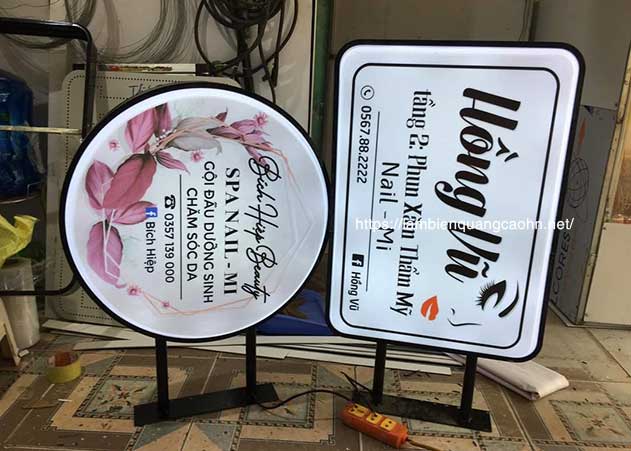 Bích Hiệp Beauty
SPA NAIL - MI
GỘI ĐẦU DƯỠNG SINH
CHĂM SÓC DA
☎ 0357 139 000
f Bích Hiệp
Hồng Vũ
tầng 2: Phun Xăm Thẩm Mỹ
Nail - Mi
0567.88.2222
f Hồng Vũ
https://lambienquangcaohn.net/